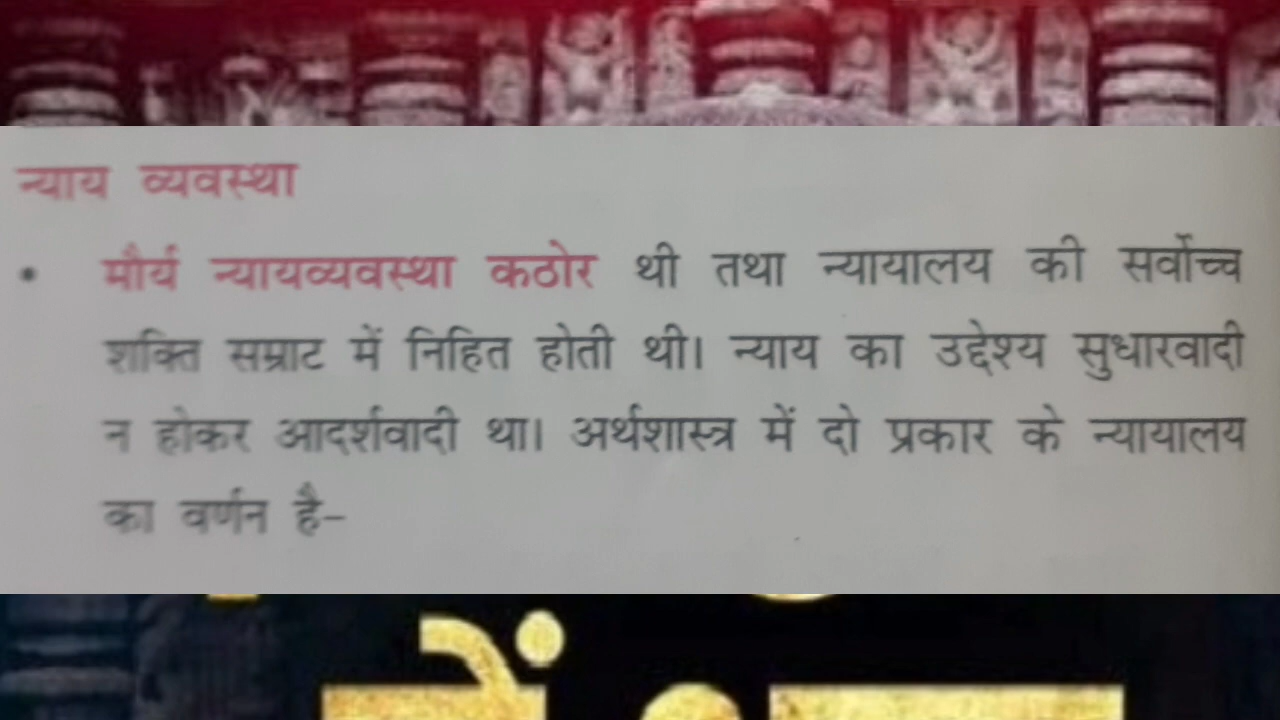 न्याय व्यवस्था
• मौर्य न्यायव्यवस्था कठोर थी तथा न्यायालय की सर्वोच्च
शक्ति सम्राट में निहित होती थी। न्याय का उद्देश्य सुधारवादी
न होकर आदर्शवादी था। अर्थशास्त्र में दो प्रकार के न्यायालय
का वर्णन है-